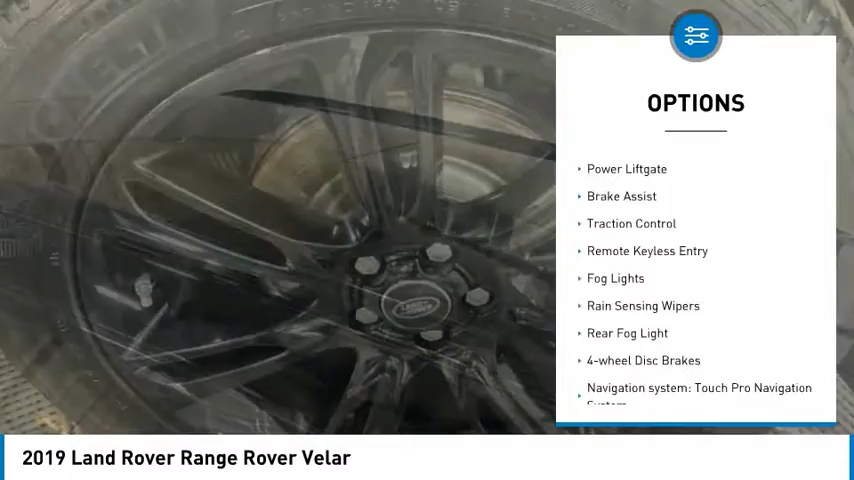 OPTIONS
Power Liftgate
Brake Assist
Traction Control
Remote Keyless Entry
Fog Lights
Rain Sensing Wipers
Rear Fog Light
4-wheel Disc Brakes
Navigation system: Touch Pro Navigation
System
2019 Land Rover Range Rover Velar